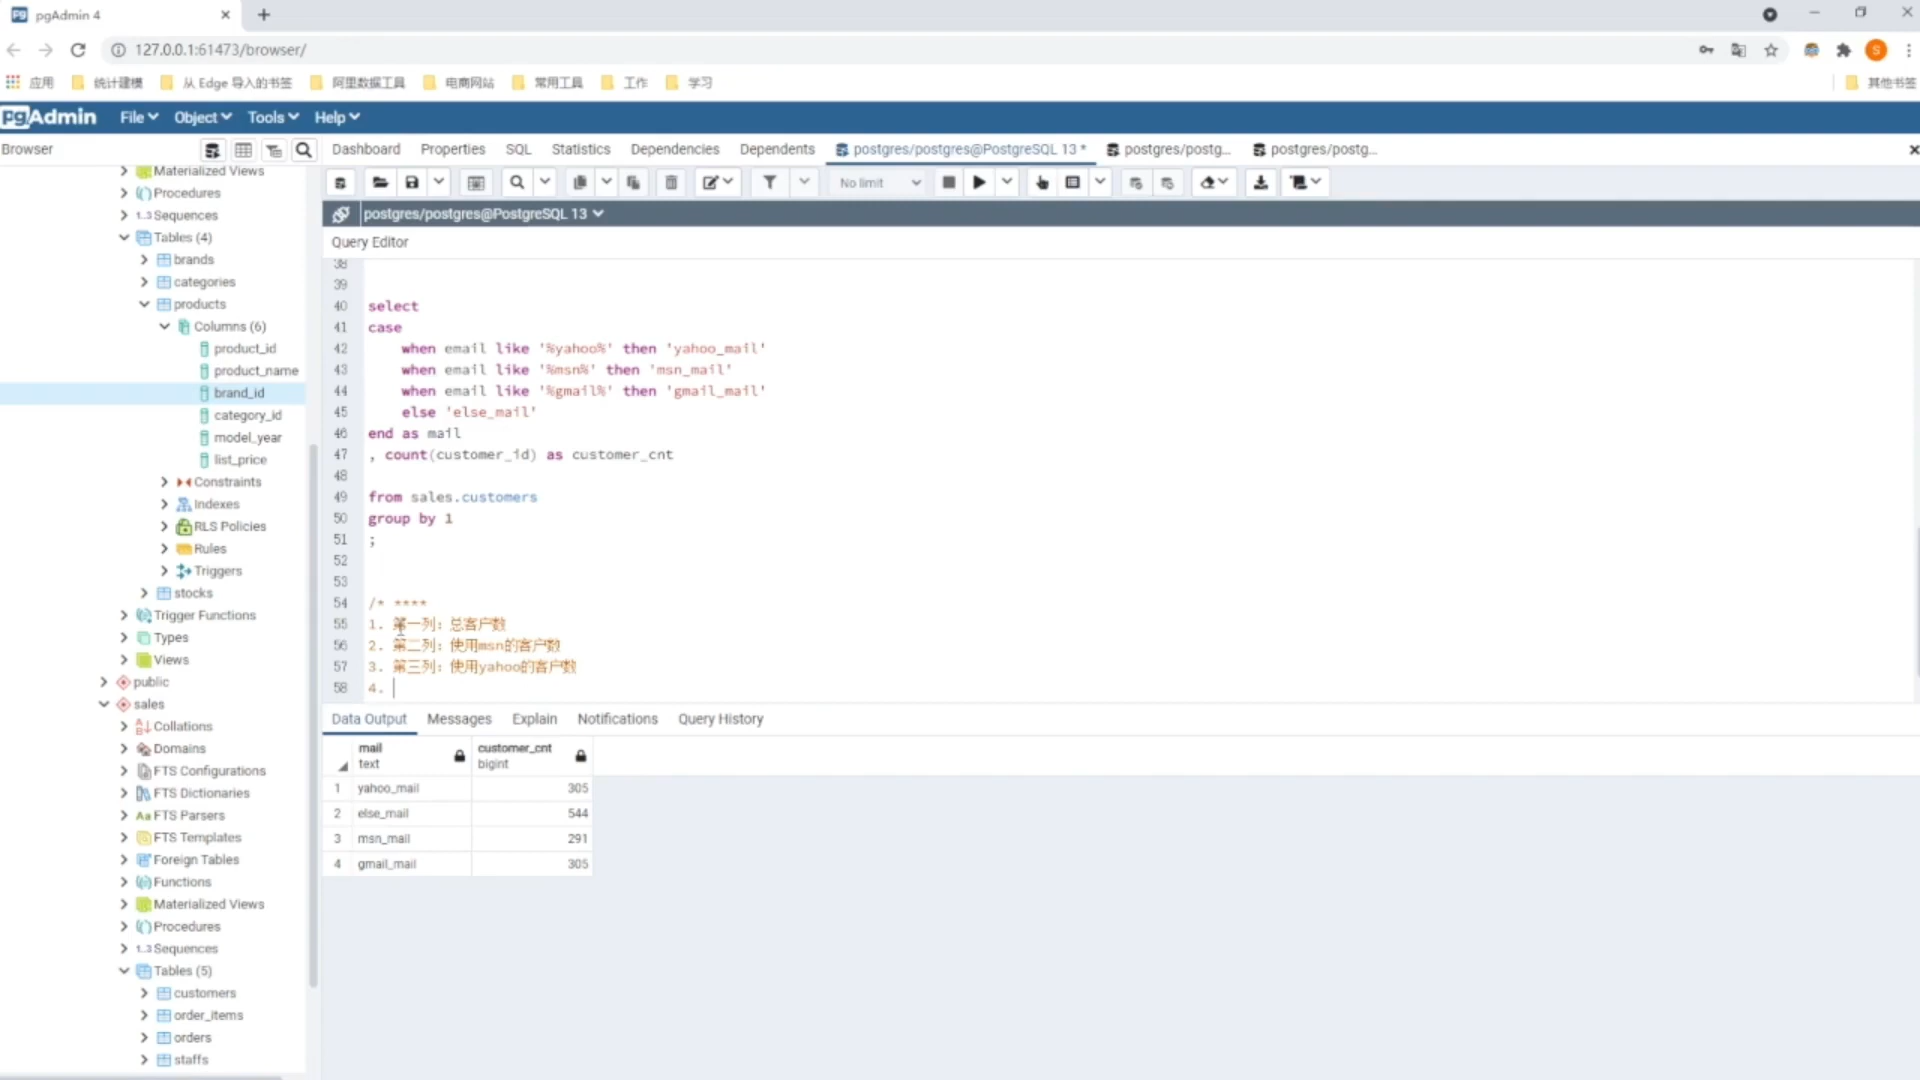 pgAdmin 4
127.0.0.1:61473/browser/
应用 统计建模 从 Edge 导入的书签 阿里数据工具 电商网站 常用工具 工作 学习 其他书签
pgAdmin File Object Tools Help
Browser
Dashboard Properties SQL Statistics Dependencies Dependents postgres/postgres@PostgreSQL 13 * postgres/postg... postgres/postg...
No limit
postgres/postgres@PostgreSQL 13
Query Editor
Materialized Views
Procedures
1..3 Sequences
Tables (4)
brands
categories
products
Columns (6)
product_id
product_name
brand_id
category_id
model_year
list_price
Constraints
Indexes
RLS Policies
Rules
Triggers
stocks
Trigger Functions
Types
Views
public
sales
Collations
Domains
FTS Configurations
FTS Dictionaries
Aa FTS Parsers
FTS Templates
Foreign Tables
Functions
Materialized Views
Procedures
1..3 Sequences
Tables (5)
customers
order_items
orders
staffs
38
39
40 select
41 case
42 when email like '%yahoo%' then 'yahoo_mail'
43 when email like '%msn%' then 'msn_mail'
44 when email like '%gmail%' then 'gmail_mail'
45 else 'else_mail'
46 end as mail
47 , count(customer_id) as customer_cnt
48
49 from sales.customers
50 group by 1
51 ;
52
53
54 /* ****
55 1. 第一列：总客户数
56 2. 第二列：使用msn的客户数
57 3. 第三列：使用yahoo的客户数
58 4.
Data Output Messages Explain Notifications Query History
mail customer_cnt
text bigint
1 yahoo_mail 305
2 else_mail 544
3 msn_mail 291
4 gmail_mail 305
S